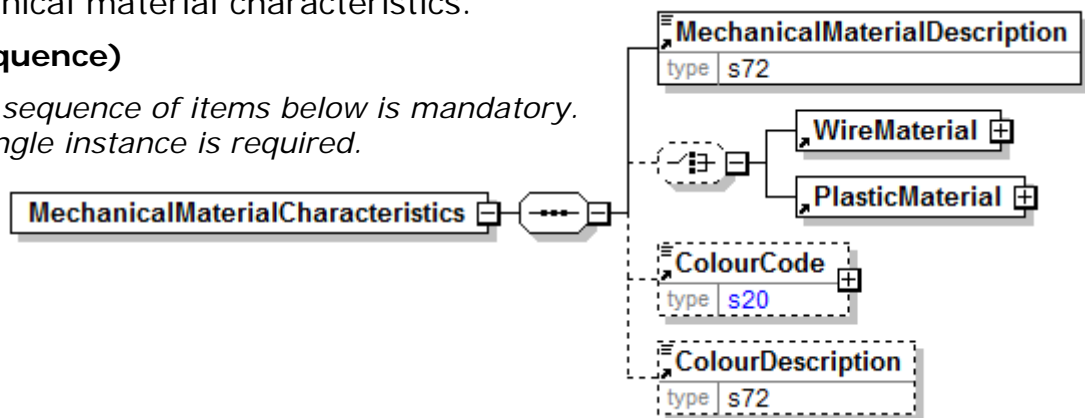 nical material characteristics.
quence)
sequence of items below is mandatory.
ngle instance is required.
MechanicalMaterialCharacteristics
MechanicalMaterialDescription
type s72
WireMaterial
PlasticMaterial
ColourCode
type s20
ColourDescription
type s72